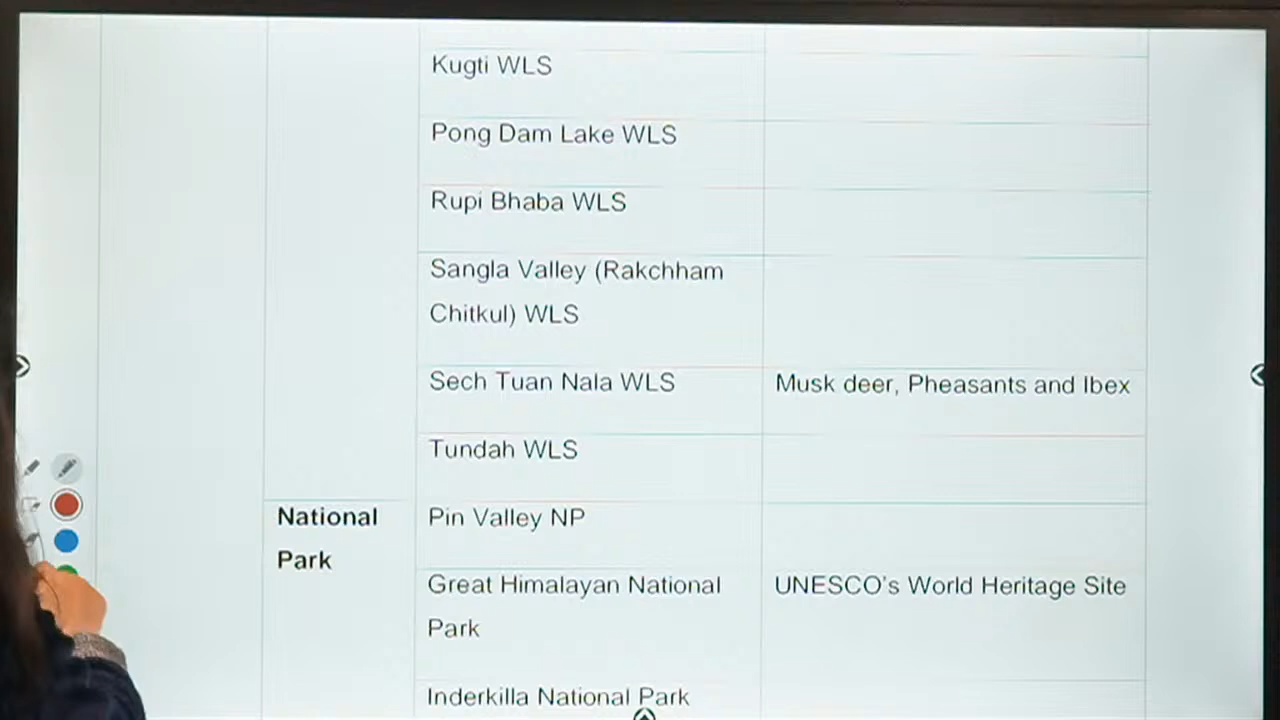 Kugti WLS
Pong Dam Lake WLS
Rupi Bhaba WLS
Sangla Valley (Rakchham
Chitkul) WLS
Sech Tuan Nala WLS
Musk deer, Pheasants and Ibex
Tundah WLS
National
Park
Pin Valley NP
Great Himalayan National
Park
UNESCO's World Heritage Site
Inderkilla National Park